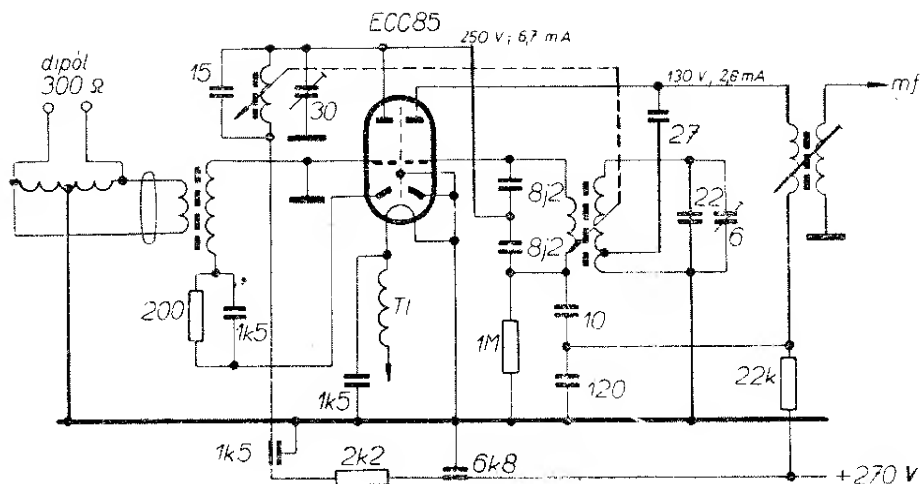 ECC85
250 V; 6,7 mA
dipól
300 Ω
15
30
130 V, 2,6 mA
mf
27
8j2
22
6
8j2
200
1k5
Tl
10
1M
120
22k
1k5
1k5
2k2
6k8
+270 V